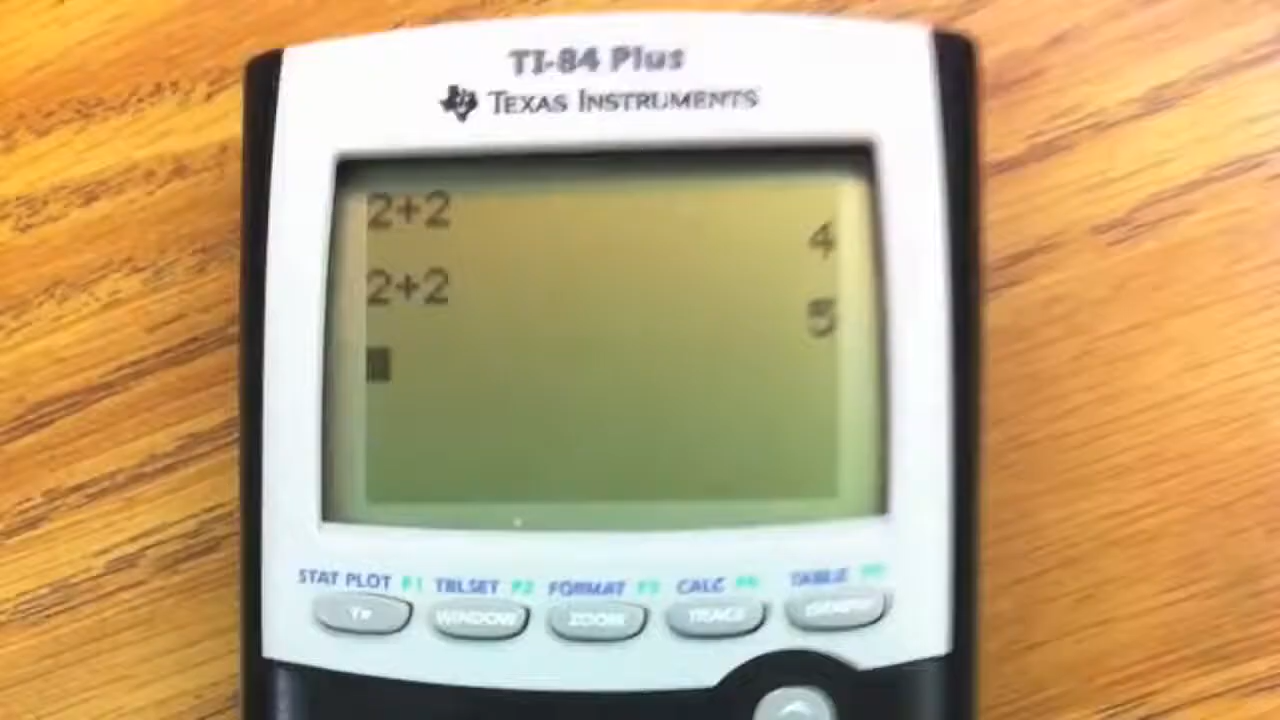 TI-84 Plus
TEXAS INSTRUMENTS
2+2
4
2+2
5
STAT PLOT F1 TBLSET F2 FORMAT F3 CALC F4 TABLE F5
Y= WINDOW ZOOM TRACE GRAPH